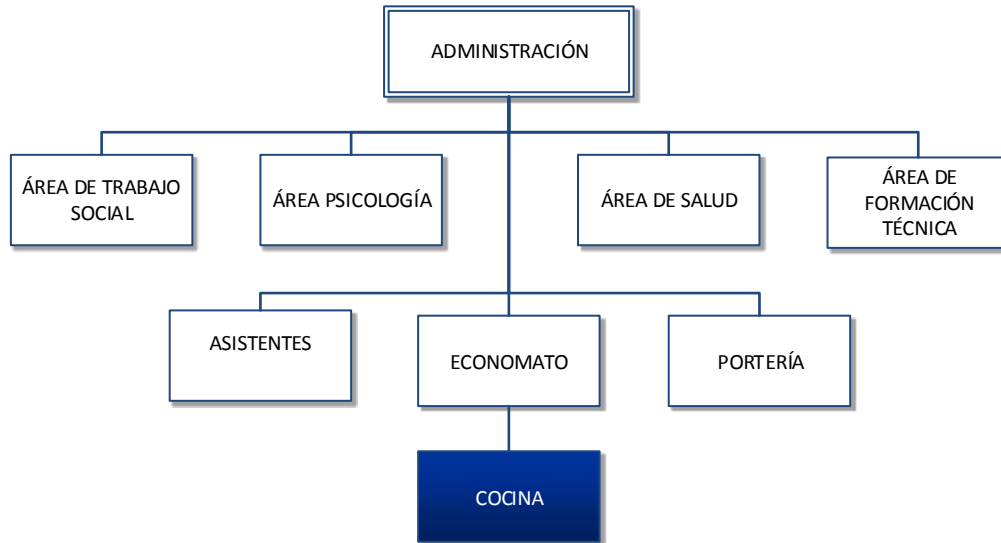 ADMINISTRACIÓN
ÁREA DE TRABAJO
SOCIAL
ÁREA PSICOLOGÍA
ÁREA DE SALUD
ÁREA DE
FORMACIÓN
TÉCNICA
ASISTENTES
ECONOMATO
PORTERÍA
COCINA